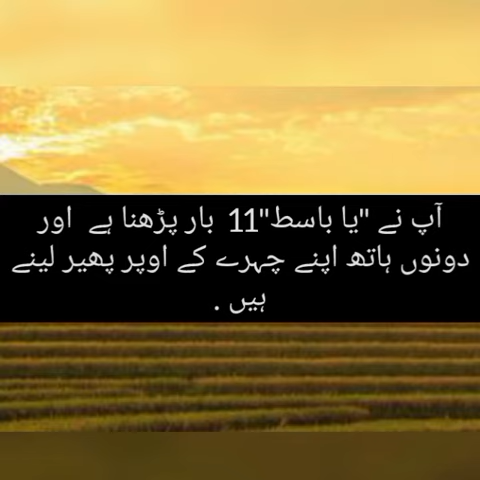 آپ نے "یا باسط"11 بار پڑھنا ہے اور
دونوں ہاتھ اپنے چہرے کے اوپر پھیر لینے
ہیں .